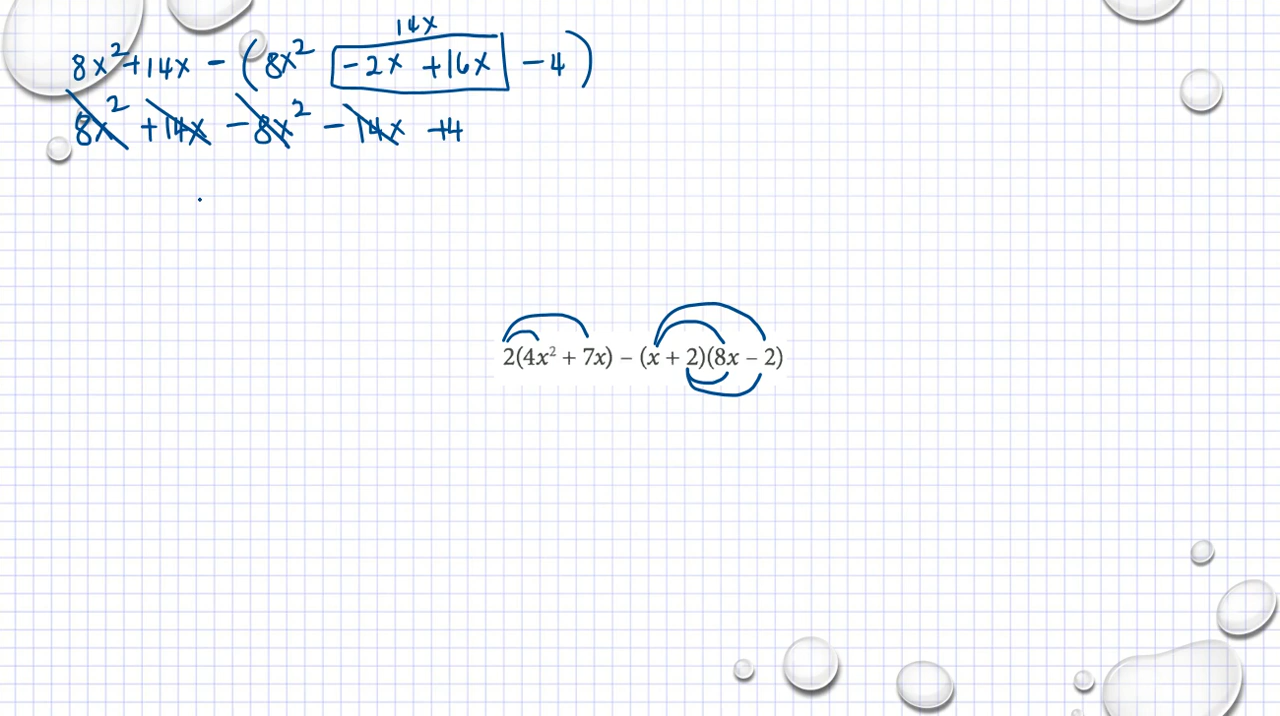 14x
8x² + 14x - (8x² - 2x + 16x - 4)
8x² + 14x - 8x² - 14x + 4
2(4x² + 7x) – (x + 2)(8x – 2)